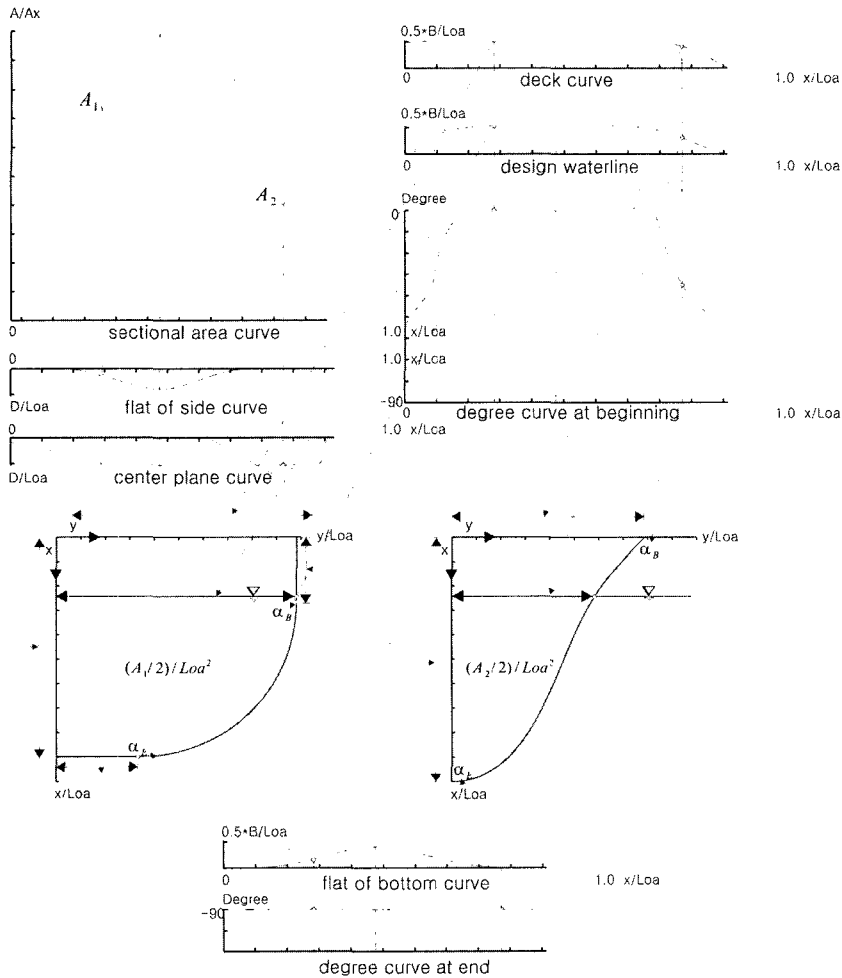 A/Ax
A₁
A₂
0
sectional area curve
0
D/Loa
flat of side curve
0
D/Loa
center plane curve
0.5*B/Loa
0
deck curve
1.0 x/Loa
0.5*B/Loa
0
design waterline
1.0 x/Loa
Degree
0
1.0 x/Loa
1.0 x/Loa
-90
degree curve at beginning
1.0 x/Loa
1.0 x/Loa
y
y/Loa
x
α_B
(A₁/2)/Loa²
α_E
x/Loa
y
y/Loa
x
α_B
(A₂/2)/Loa²
α_E
x/Loa
0.5*B/Loa
0
flat of bottom curve
1.0 x/Loa
Degree
-90
degree curve at end